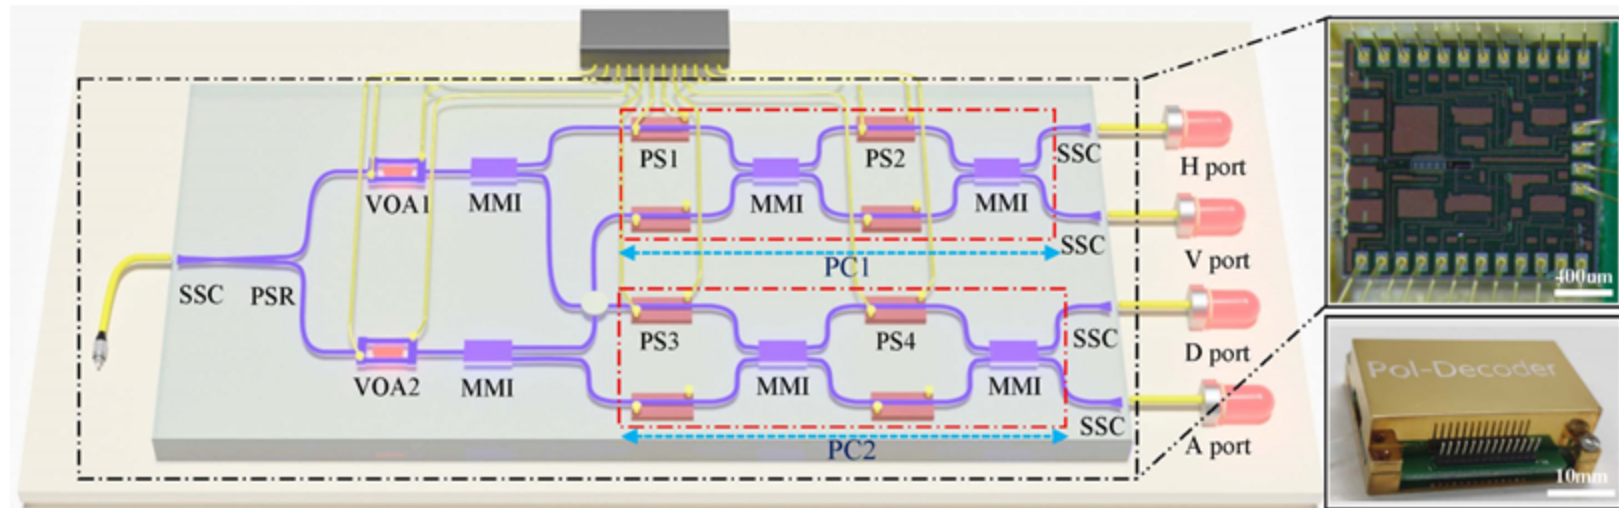 PS1
PS2
SSC
H port
VOA1
MMI
MMI
MMI
SSC
V port
PC1
SSC
PSR
PS3
PS4
SSC
D port
VOA2
MMI
MMI
MMI
SSC
A port
PC2
400um
Pol-Decoder
10mm